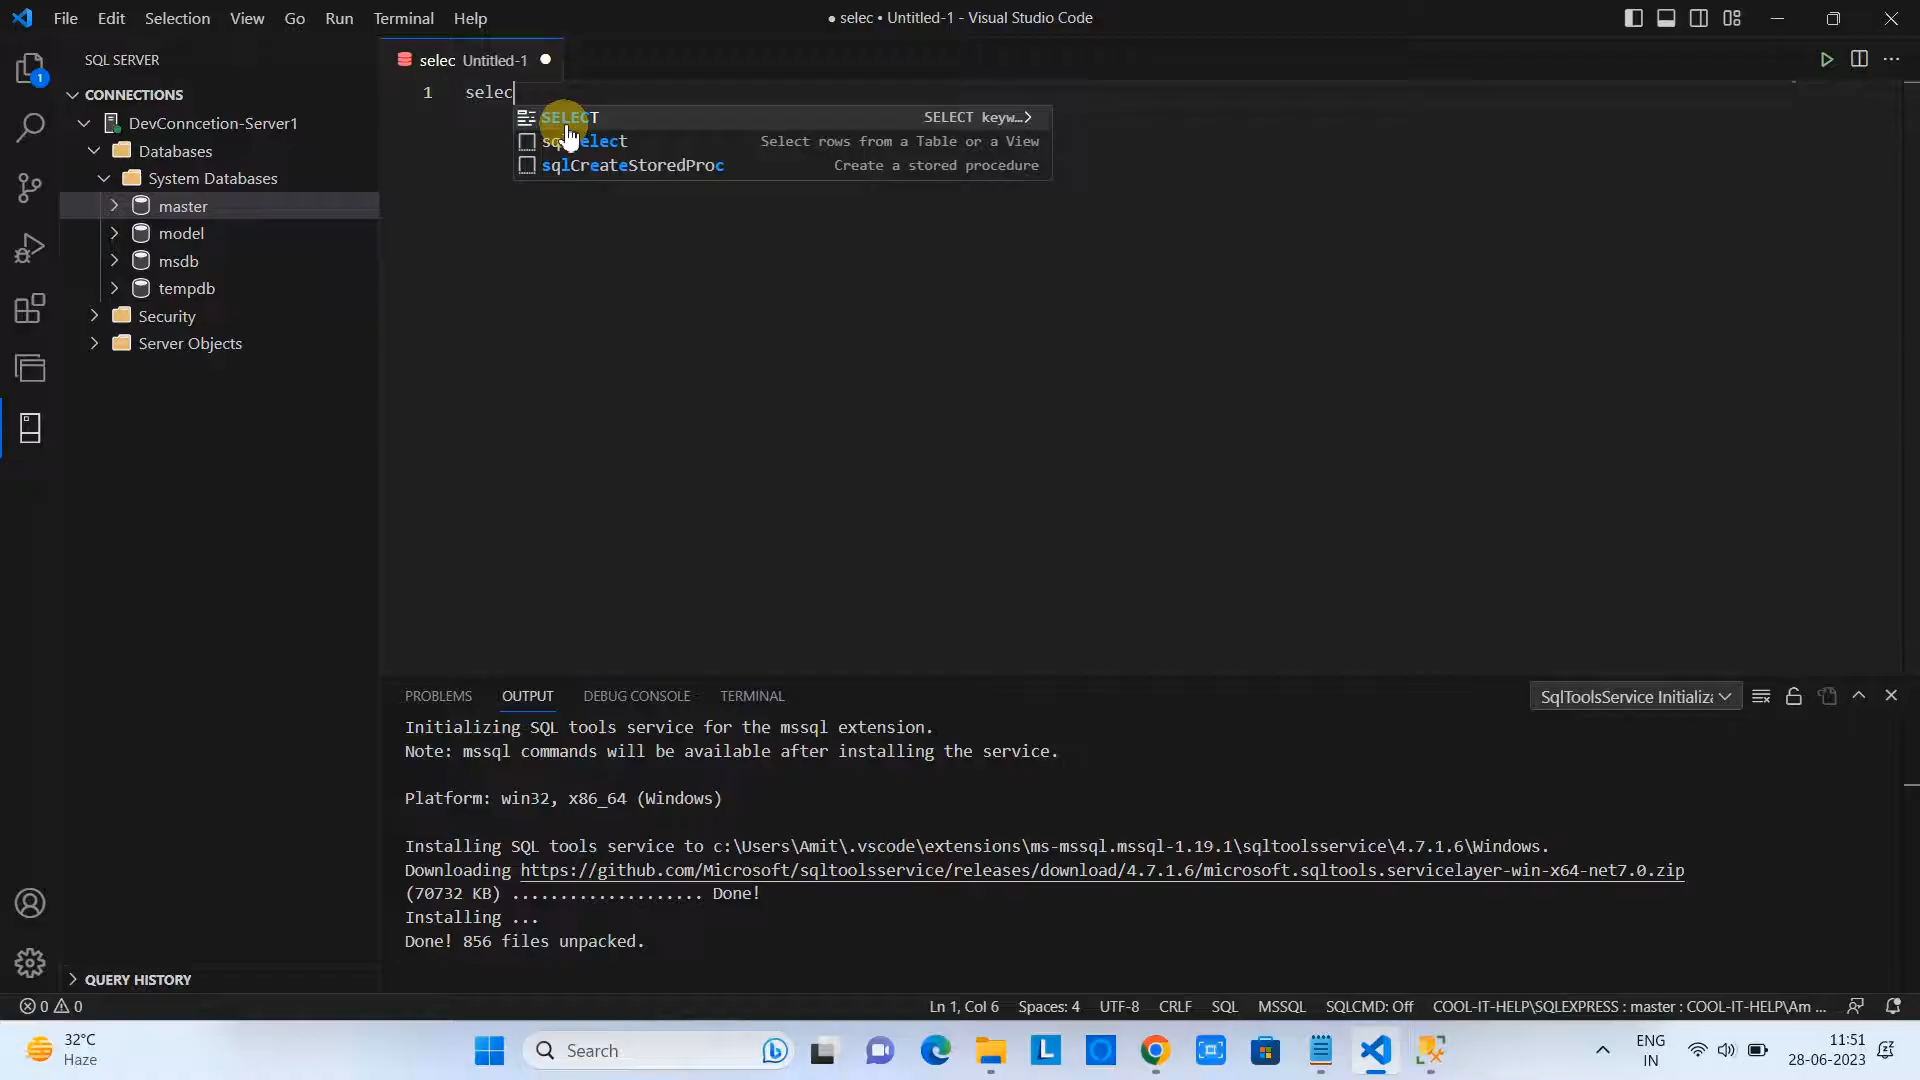 File Edit Selection View Go Run Terminal Help
● selec • Untitled-1 - Visual Studio Code
SQL SERVER
CONNECTIONS
DevConncetion-Server1
Databases
System Databases
master
model
msdb
tempdb
Security
Server Objects
QUERY HISTORY
1
selec Untitled-1
1 selec
SELECT SELECT keyw...
sqlSelect Select rows from a Table or a View
sqlCreateStoredProc Create a stored procedure
PROBLEMS OUTPUT DEBUG CONSOLE TERMINAL
SqlToolsService Initializa
Initializing SQL tools service for the mssql extension.
Note: mssql commands will be available after installing the service.
Platform: win32, x86_64 (Windows)
Installing SQL tools service to c:\Users\Amit\.vscode\extensions\ms-mssql.mssql-1.19.1\sqltoolsservice\4.7.1.6\Windows.
Downloading https://github.com/Microsoft/sqltoolsservice/releases/download/4.7.1.6/microsoft.sqltools.servicelayer-win-x64-net7.0.zip
(70732 KB) .................... Done!
Installing ...
Done! 856 files unpacked.
0 0
Ln 1, Col 6 Spaces: 4 UTF-8 CRLF SQL MSSQL SQLCMD: Off COOL-IT-HELP\SQLEXPRESS : master : COOL-IT-HELP\Am ...
32°C
Haze
Search
L
ENG
IN
11:51
28-06-2023